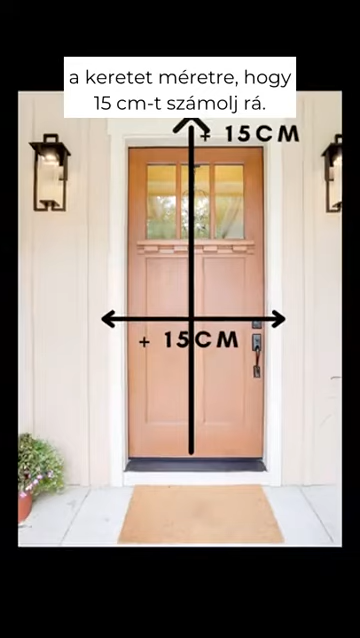 a keretet méretre, hogy
15 cm-t számolj rá.
+ 15CM
+ 15CM